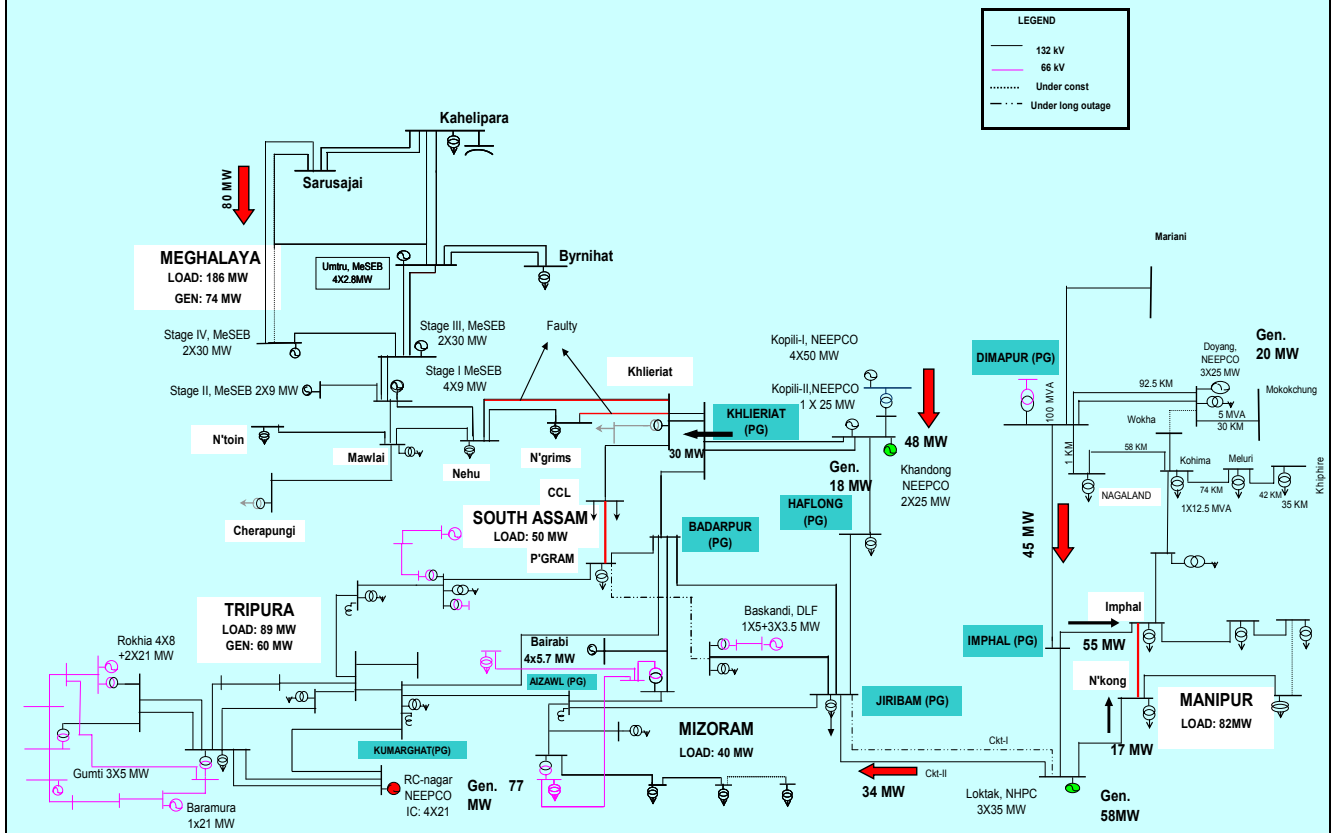 LEGEND
132 kV
66 kV
Under const
Under long outage
Kahelipara
Sarusajai
80 MW
MEGHALAYA
LOAD: 186 MW
GEN: 74 MW
Umtru, MeSEB
4X2.8MW
Byrnihat
Mariani
Stage IV, MeSEB
2X30 MW
Stage III, MeSEB
2X30 MW
Faulty
Stage I MeSEB
4X9 MW
Stage II, MeSEB 2X9 MW
Khlieriat
Kopili-I, NEEPCO
4X50 MW
Kopili-II,NEEPCO
1 X 25 MW
KHLIERIAT
(PG)
30 MW
48 MW
Gen.
18 MW
Khandong
NEEPCO
2X25 MW
DIMAPUR (PG)
100 MVA
Doyang,
NEEPCO
3X25 MW
Gen.
20 MW
92.5 KM
Mokokchung
5 MVA
30 KM
Wokha
1 KM
58 KM
Kohima
Meluri
Khiphire
NAGALAND
74 KM
42 KM
35 KM
1X12.5 MVA
N'toin
Mawlai
Nehu
N'grims
Cherapungi
CCL
SOUTH ASSAM
LOAD: 50 MW
P'GRAM
BADARPUR
(PG)
HAFLONG
(PG)
45 MW
TRIPURA
LOAD: 89 MW
GEN: 60 MW
Rokhia 4X8
+2X21 MW
Bairabi
4x5.7 MW
Baskandi, DLF
1X5+3X3.5 MW
AIZAWL (PG)
Imphal
IMPHAL (PG)
55 MW
N'kong
MANIPUR
LOAD: 82MW
17 MW
JIRIBAM (PG)
MIZORAM
LOAD: 40 MW
Ckt-I
KUMARGHAT(PG)
Ckt-II
34 MW
Gumti 3X5 MW
Baramura
1x21 MW
RC-nagar
NEEPCO
IC: 4X21
Gen. 77
MW
Loktak, NHPC
3X35 MW
Gen.
58MW